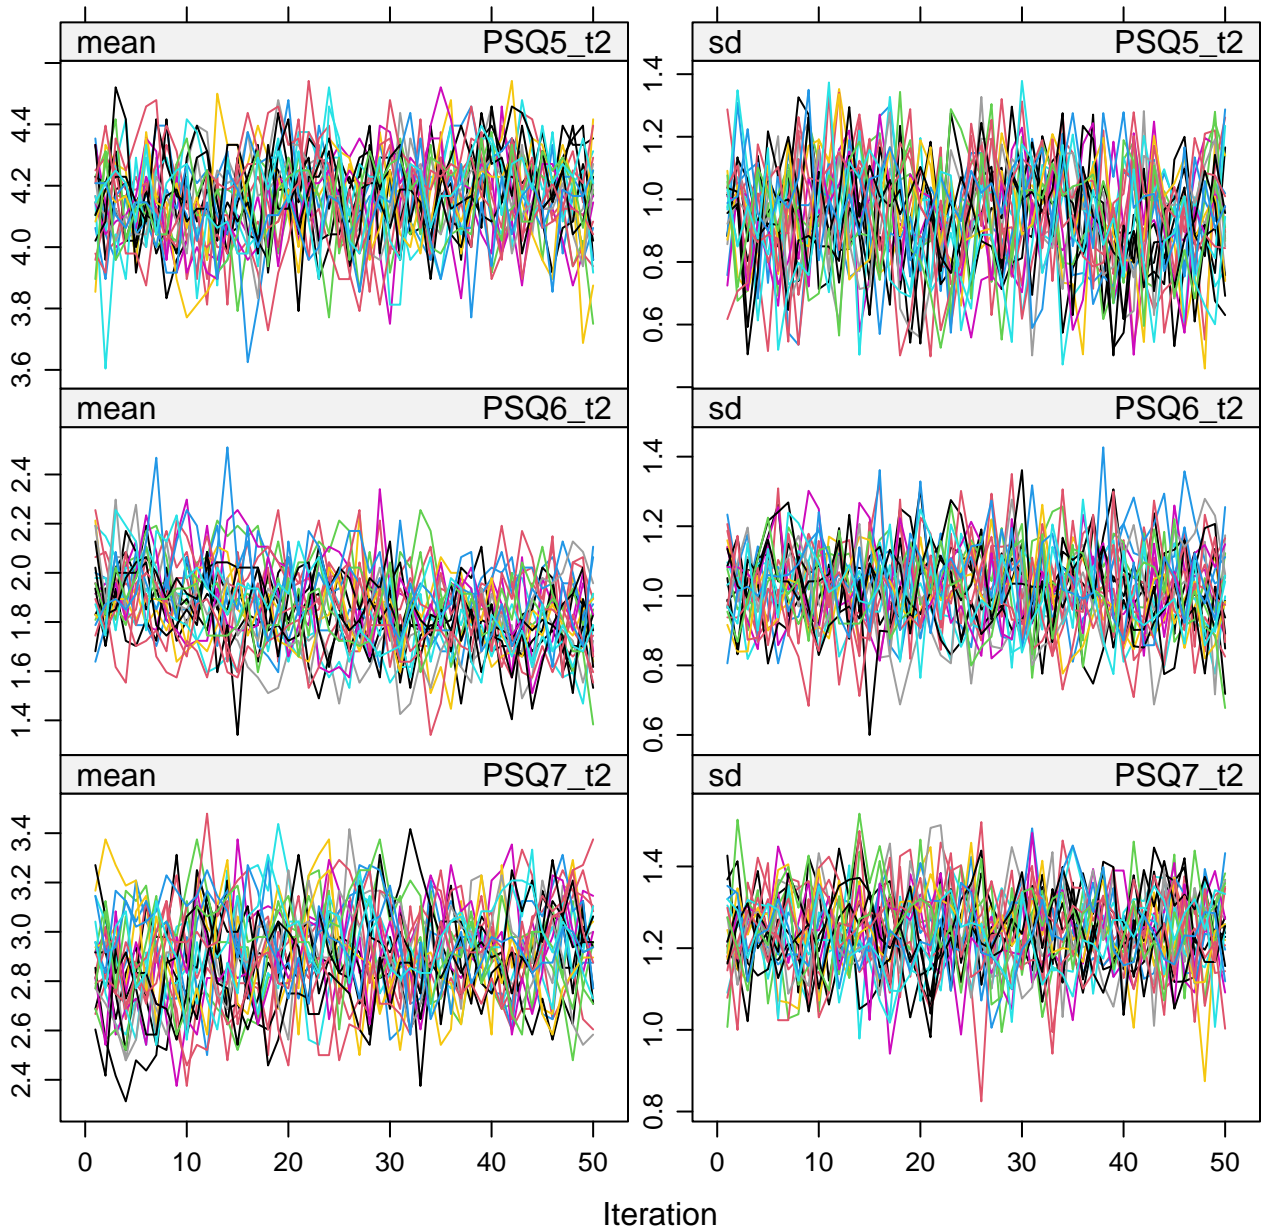 mean PSQ5_t2 sd PSQ5_t2
3.6 3.8 4.0 4.2 4.4
0.6 0.8 1.0 1.2 1.4
mean PSQ6_t2 sd PSQ6_t2
1.4 1.6 1.8 2.0 2.2 2.4
0.6 0.8 1.0 1.2 1.4
mean PSQ7_t2 sd PSQ7_t2
2.4 2.6 2.8 3.0 3.2 3.4
0.8 1.0 1.2 1.4
0 10 20 30 40 50 0 10 20 30 40 50
Iteration